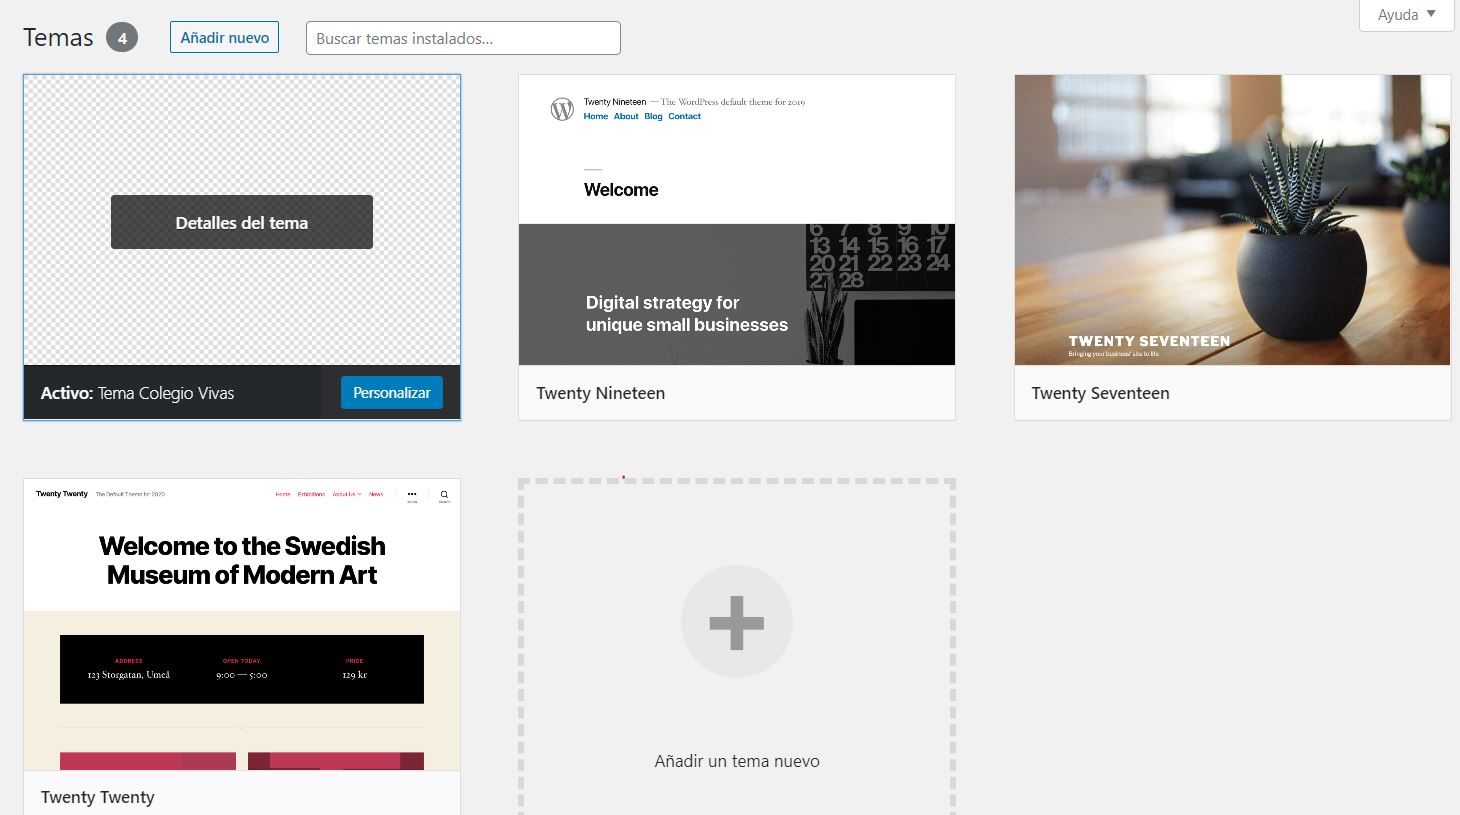 Temas 4 Añadir nuevo Buscar temas instalados... Ayuda
Detalles del tema
Activo: Tema Colegio Vivas Personalizar
Twenty Nineteen — The WordPress default theme for 2019
Home About Blog Contact
Welcome
6 7 8 9 10
13 14 15 16 17
20 21 22 23 24
27 28
Digital strategy for
unique small businesses
Twenty Nineteen
TWENTY SEVENTEEN
Bringing your business' site to life
Twenty Seventeen
Twenty Twenty The Default Theme for 2020 Home Exhibitions About Us News Menu Search
Welcome to the Swedish
Museum of Modern Art
ADDRESS OPEN TODAY PRICE
123 Storgatan, Umeå 9:00 — 5:00 129 kr
Twenty Twenty
Añadir un tema nuevo